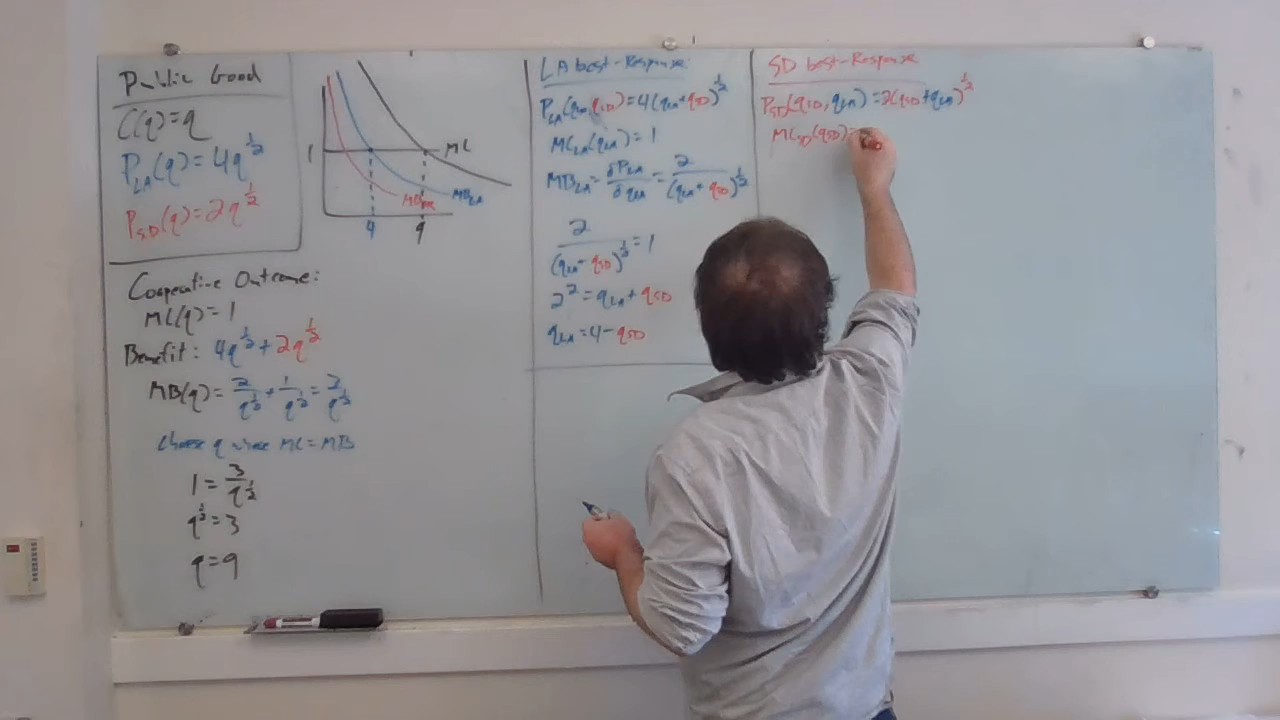 Public Good
C(q)=q
P_LA(q)=4q^½
P_SD(q)=2q^½
1
MC
MB_LA
4
9
Cooperative Outcome:
MC(q)=1
Benefit: 4q^½+2q^½
MB(q)=2/q^½+1/q^½=3/q^½
choose q where MC=MB
1=3/q^½
q^½=3
q=9
LA best-Response:
P_LA(q_LA,q_SD)=4(q_LA+q_SD)^½
MC_LA(q_LA)=1
MB_LA=δP_LA/δq_LA=2/(q_LA+q_SD)^½
2/(q_LA+q_SD)^½=1
2²=q_LA+q_SD
q_LA=4-q_SD
SD best-Response
P_SD(q_SD,q_LA)=2(q_SD+q_LA)^½
MC_SD(q_SD)=